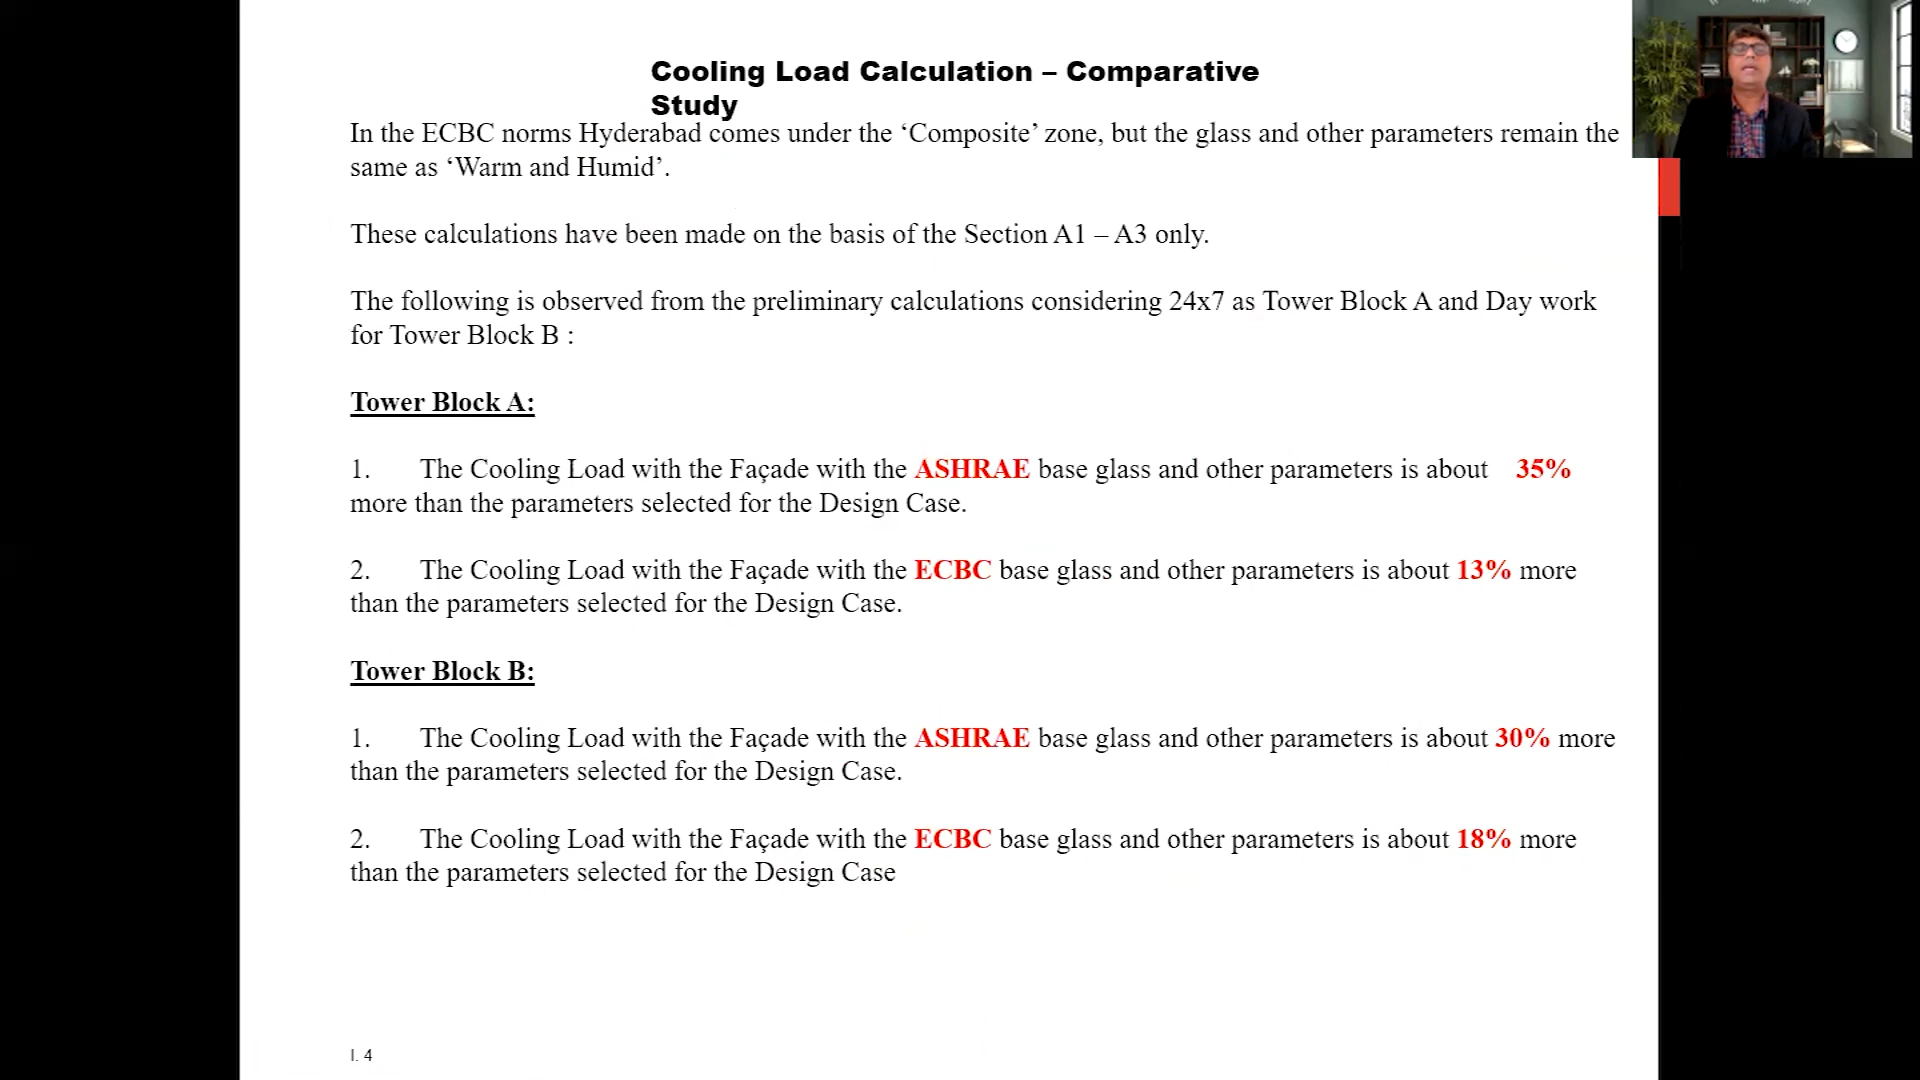 Cooling Load Calculation – Comparative
Study
In the ECBC norms Hyderabad comes under the ‘Composite’ zone, but the glass and other parameters remain the
same as ‘Warm and Humid’.
These calculations have been made on the basis of the Section A1 – A3 only.
The following is observed from the preliminary calculations considering 24x7 as Tower Block A and Day work
for Tower Block B :
Tower Block A:
1. The Cooling Load with the Façade with the ASHRAE base glass and other parameters is about 35%
more than the parameters selected for the Design Case.
2. The Cooling Load with the Façade with the ECBC base glass and other parameters is about 13% more
than the parameters selected for the Design Case.
Tower Block B:
1. The Cooling Load with the Façade with the ASHRAE base glass and other parameters is about 30% more
than the parameters selected for the Design Case.
2. The Cooling Load with the Façade with the ECBC base glass and other parameters is about 18% more
than the parameters selected for the Design Case
I. 4